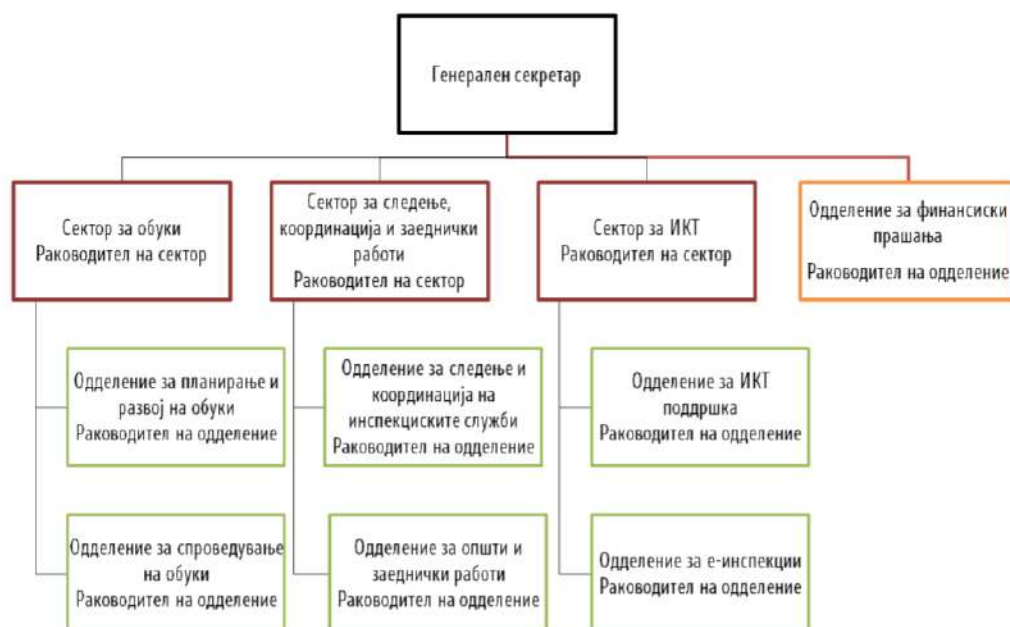 Генерален секретар
Сектор за обуки
Раководител на сектор
Сектор за следење,
координација и заеднички
работи
Раководител на сектор
Сектор за ИКТ
Раководител на сектор
Одделение за финансиски
прашања
Раководител на одделение
Одделение за планирање и
развој на обуки
Раководител на одделение
Одделение за следење и
координација на
инспекциските служби
Раководител на одделение
Одделение за ИКТ
поддршка
Раководител на одделение
Одделение за спроведување
на обуки
Раководител на одделение
Одделение за општи и
заеднички работи
Раководител на одделение
Одделение за е-инспекции
Раководител на одделение